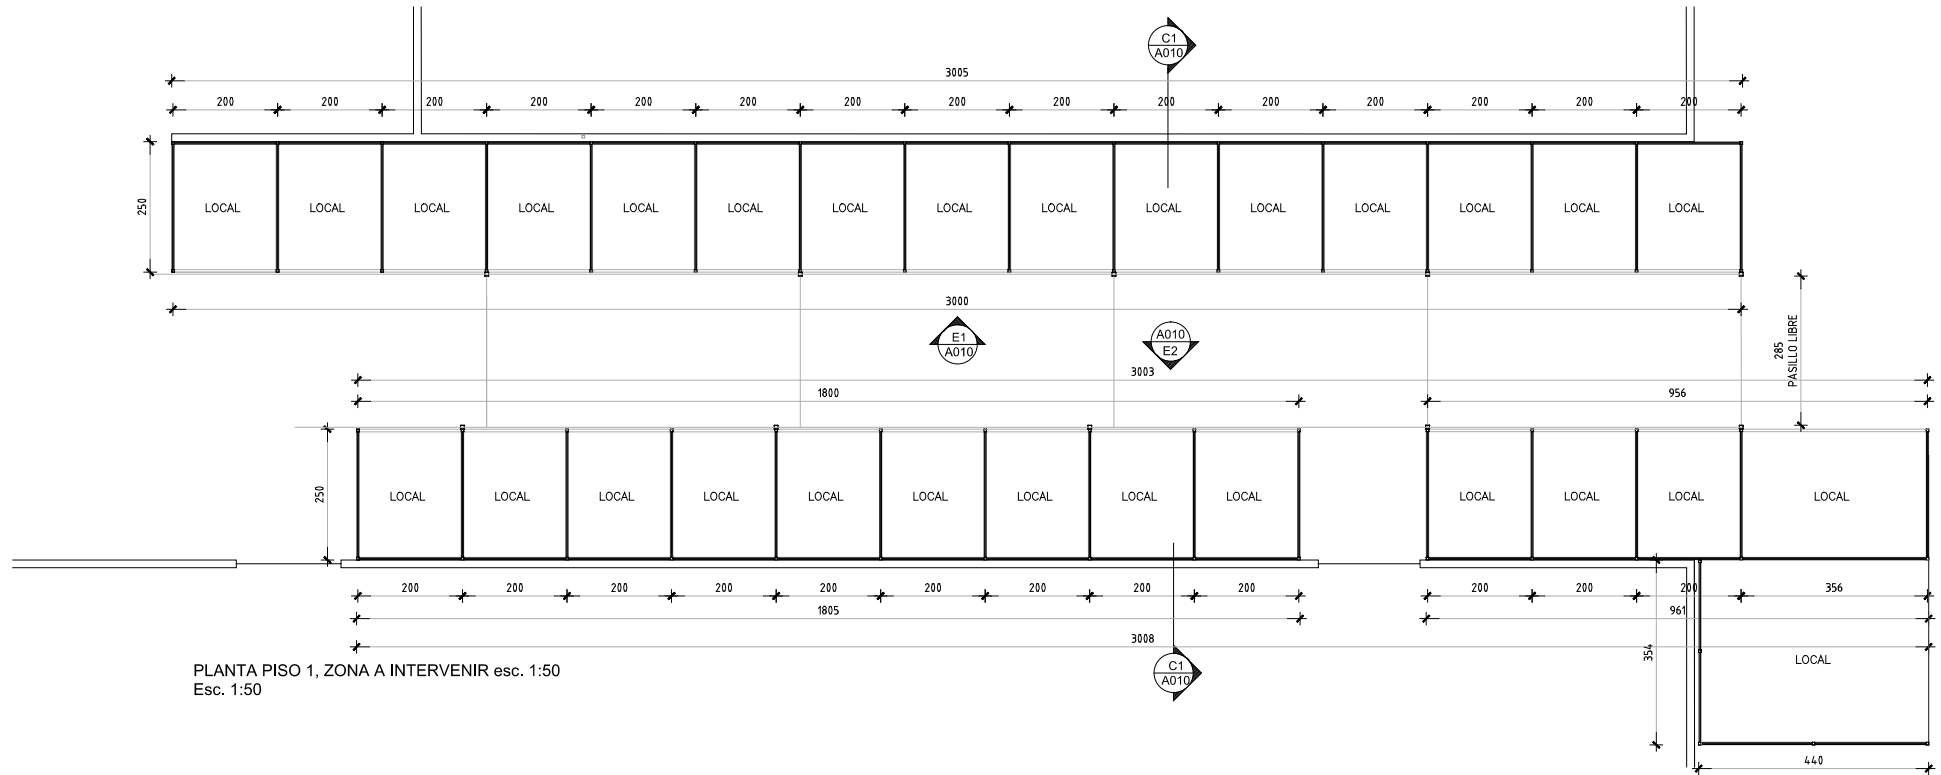 C1
A010
3005
200 200 200 200 200 200 200 200 200 200 200 200 200 200 200
250
LOCAL LOCAL LOCAL LOCAL LOCAL LOCAL LOCAL LOCAL LOCAL LOCAL LOCAL LOCAL LOCAL LOCAL LOCAL
3000
E1
A010
A010
E2
285
PASILLO LIBRE
3003
1800 956
250
LOCAL LOCAL LOCAL LOCAL LOCAL LOCAL LOCAL LOCAL LOCAL LOCAL LOCAL LOCAL LOCAL
200 200 200 200 200 200 200 200 200 200 200 200 356
1805 961
3008
354
LOCAL
C1
A010
PLANTA PISO 1, ZONA A INTERVENIR esc. 1:50
Esc. 1:50
440